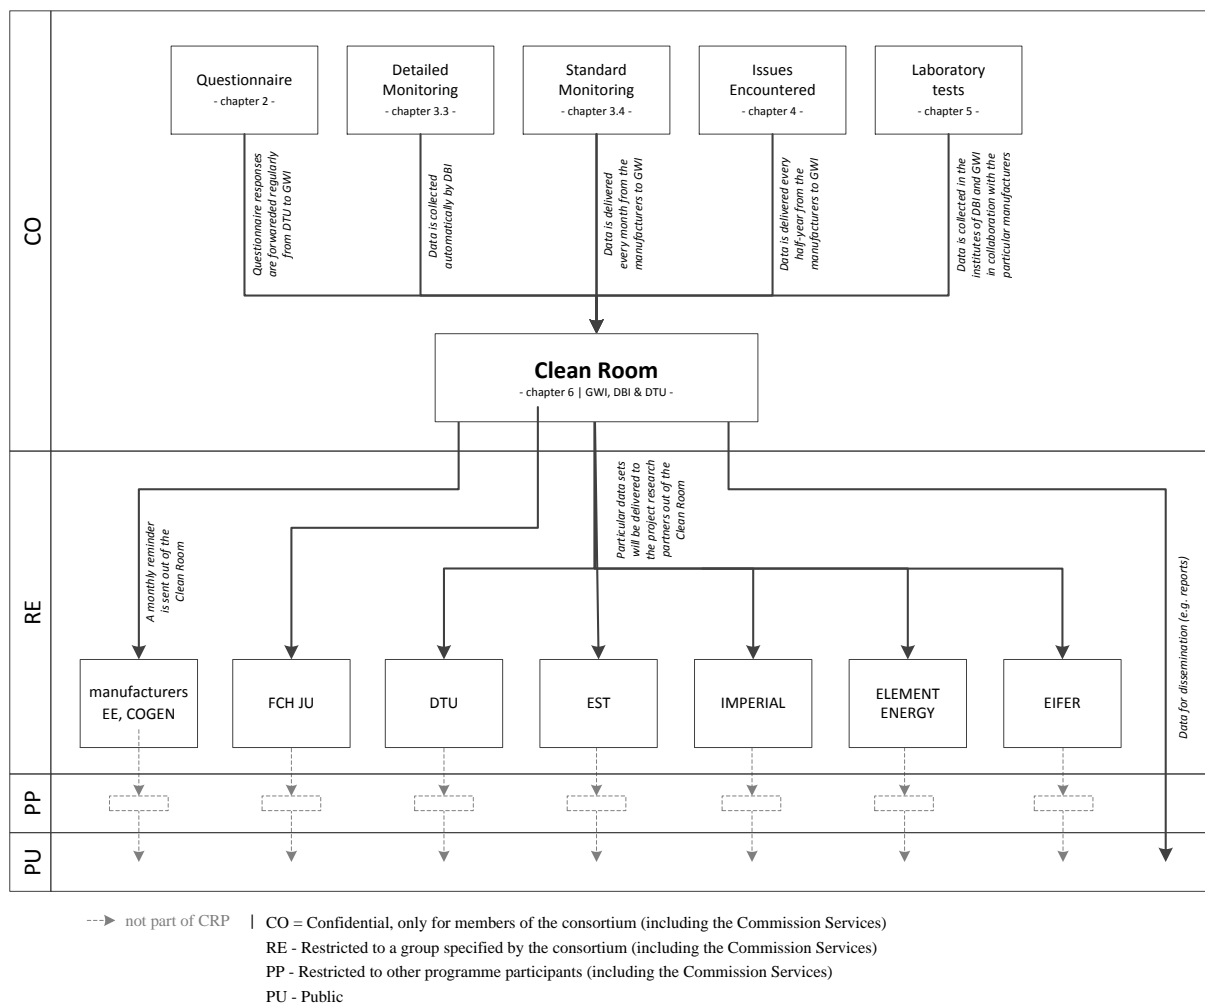 CO
Questionnaire
- chapter 2 -
Detailed
Monitoring
- chapter 3.3 -
Standard
Monitoring
- chapter 3.4 -
Issues
Encountered
- chapter 4 -
Laboratory
tests
- chapter 5 -
Questionnaire responses
are forwareded regularly
from DTU to GWI
Data is collected
automatically by DBI
Data is delivered
every month from the
manufacturers to GWI
Data is delivered every
half-year from the
manufacturers to GWI
Data is collected in the
institutes of DBI and GWI
in collaboration with the
particular manufacturers
Clean Room
- chapter 6 | GWI, DBI & DTU -
RE
A monthly reminder
is sent out of the
Clean Room
Particular data sets
will be delivered to
the project research
partners out of the
Clean Room
Data for dissemination (e.g. reports)
manufacturers
EE, COGEN
FCH JU
DTU
EST
IMPERIAL
ELEMENT
ENERGY
EIFER
PP
PU
not part of CRP | CO = Confidential, only for members of the consortium (including the Commission Services)
RE - Restricted to a group specified by the consortium (including the Commission Services)
PP - Restricted to other programme participants (including the Commission Services)
PU - Public